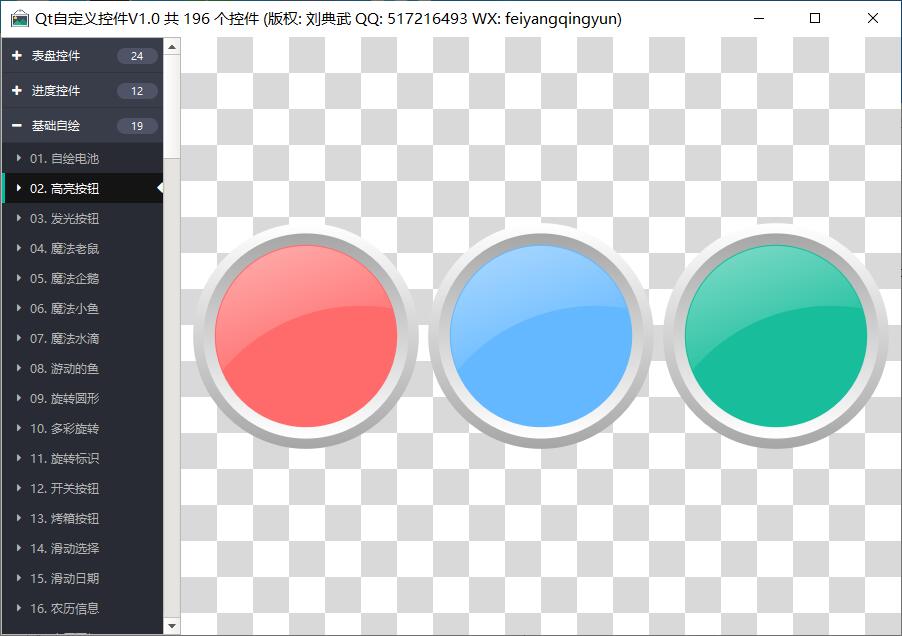 Qt自定义控件V1.0 共 196 个控件 (版权: 刘典武 QQ: 517216493 WX: feiyangqingyun)
表盘控件 24
进度控件 12
基础自绘 19
01. 自绘电池
02. 高亮按钮
03. 发光按钮
04. 魔法老鼠
05. 魔法企鹅
06. 魔法小鱼
07. 魔法水滴
08. 游动的鱼
09. 旋转圆形
10. 多彩旋转
11. 旋转标识
12. 开关按钮
13. 烤箱按钮
14. 滑动选择
15. 滑动日期
16. 农历信息